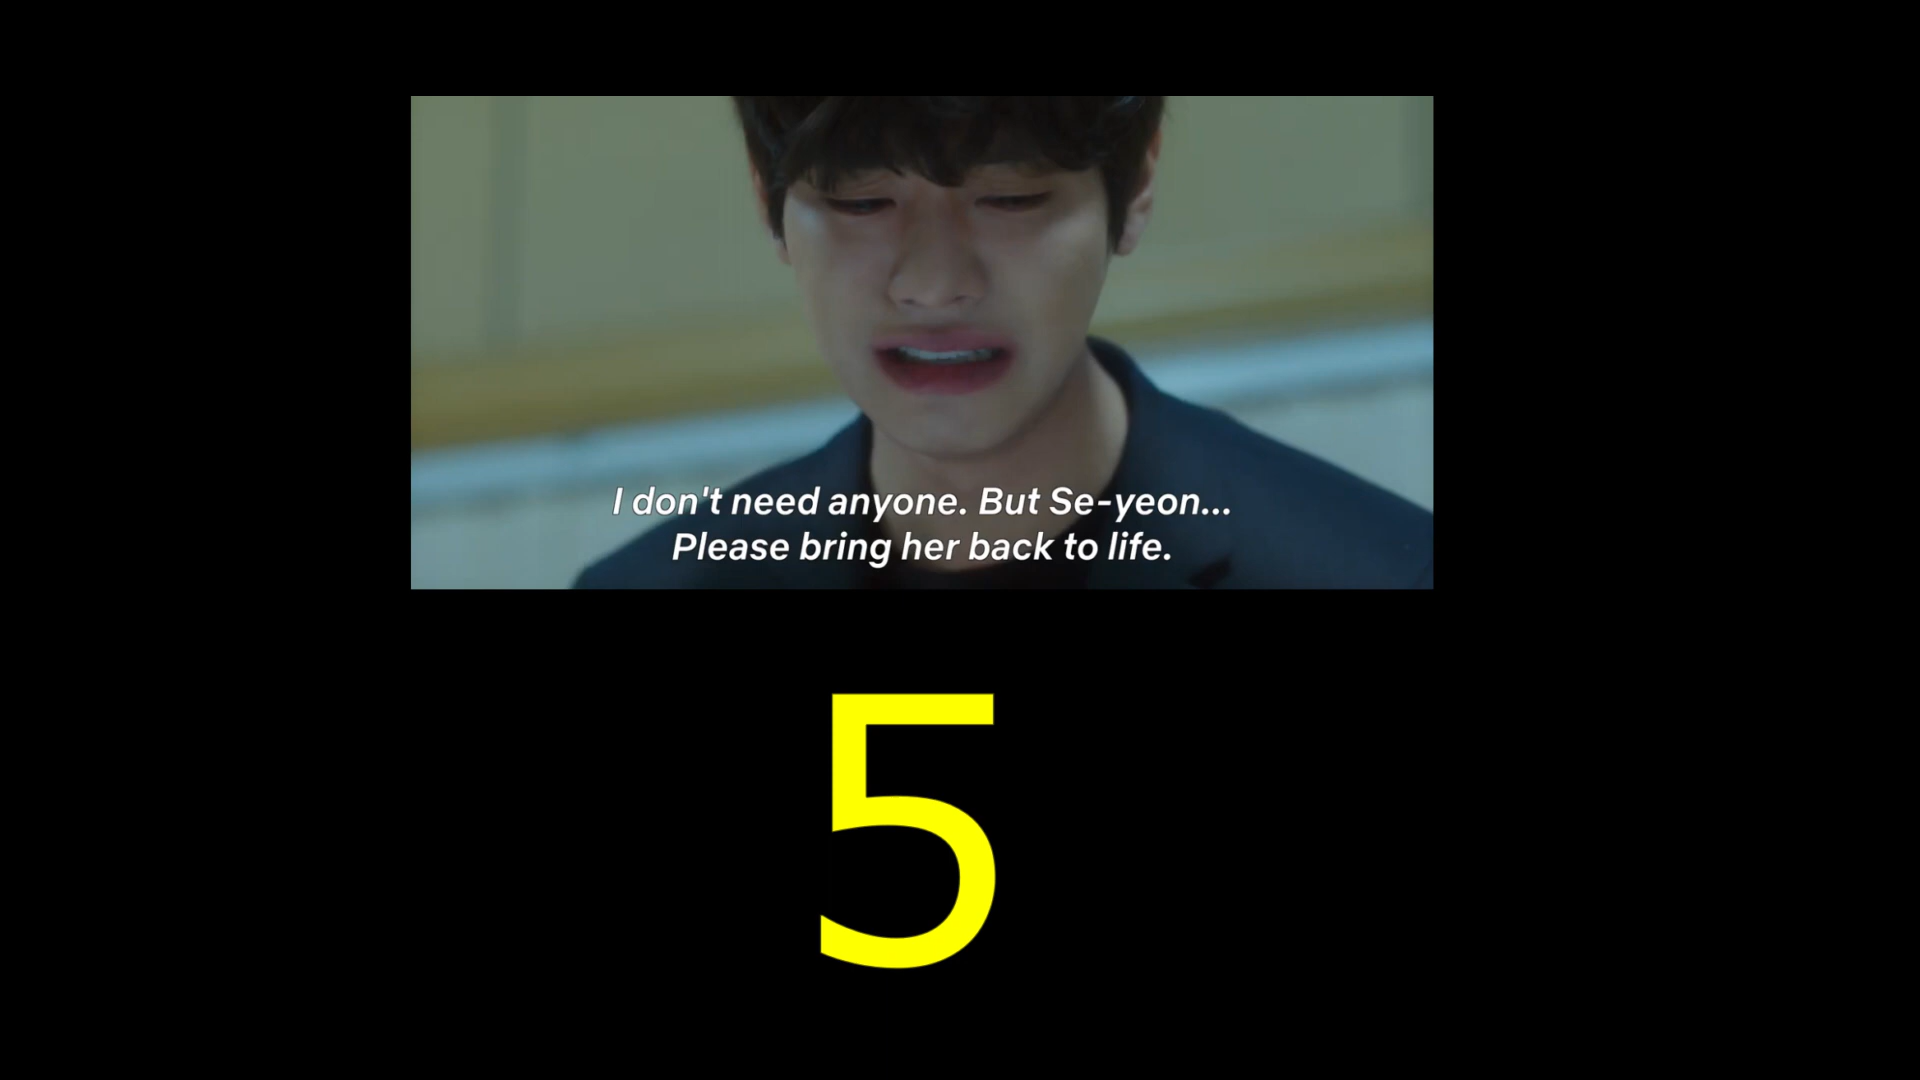 I don't need anyone. But Se-yeon...
Please bring her back to life.
5